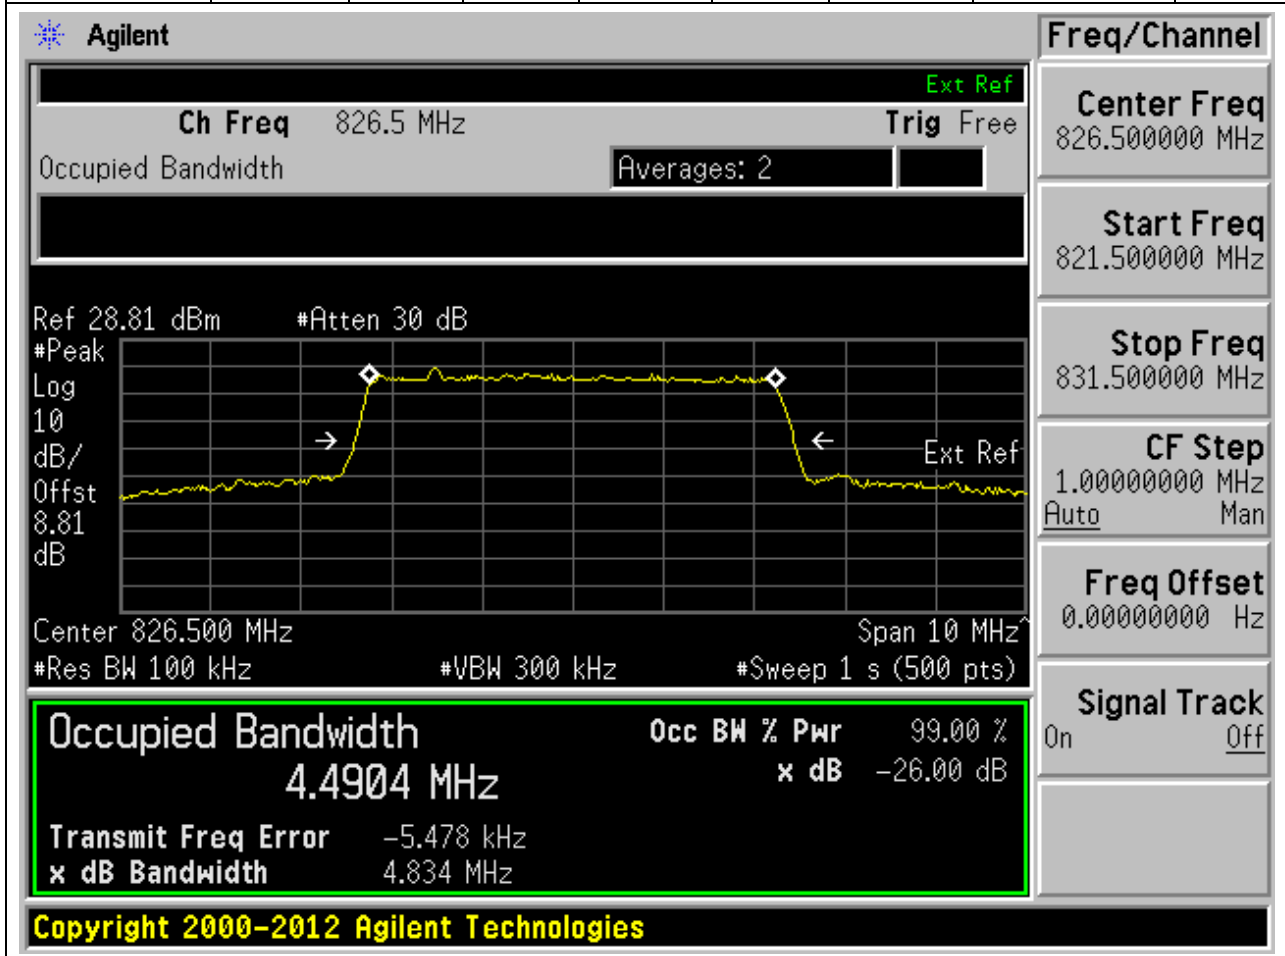 Agilent
Freq/Channel
Ext Ref
Ch Freq 826.5 MHz Trig Free
Occupied Bandwidth Averages: 2
Center Freq
826.500000 MHz
Start Freq
821.500000 MHz
Stop Freq
831.500000 MHz
CF Step
1.00000000 MHz
Auto Man
Freq Offset
0.00000000 Hz
Signal Track
On Off
Ref 28.81 dBm #Atten 30 dB
#Peak
Log
10
dB/
Offst
8.81
dB
Ext Ref
Center 826.500 MHz Span 10 MHz^
#Res BW 100 kHz #VBW 300 kHz #Sweep 1 s (500 pts)
Occupied Bandwidth
4.4904 MHz
Occ BW % Pwr 99.00 %
x dB -26.00 dB
Transmit Freq Error -5.478 kHz
x dB Bandwidth 4.834 MHz
Copyright 2000-2012 Agilent Technologies